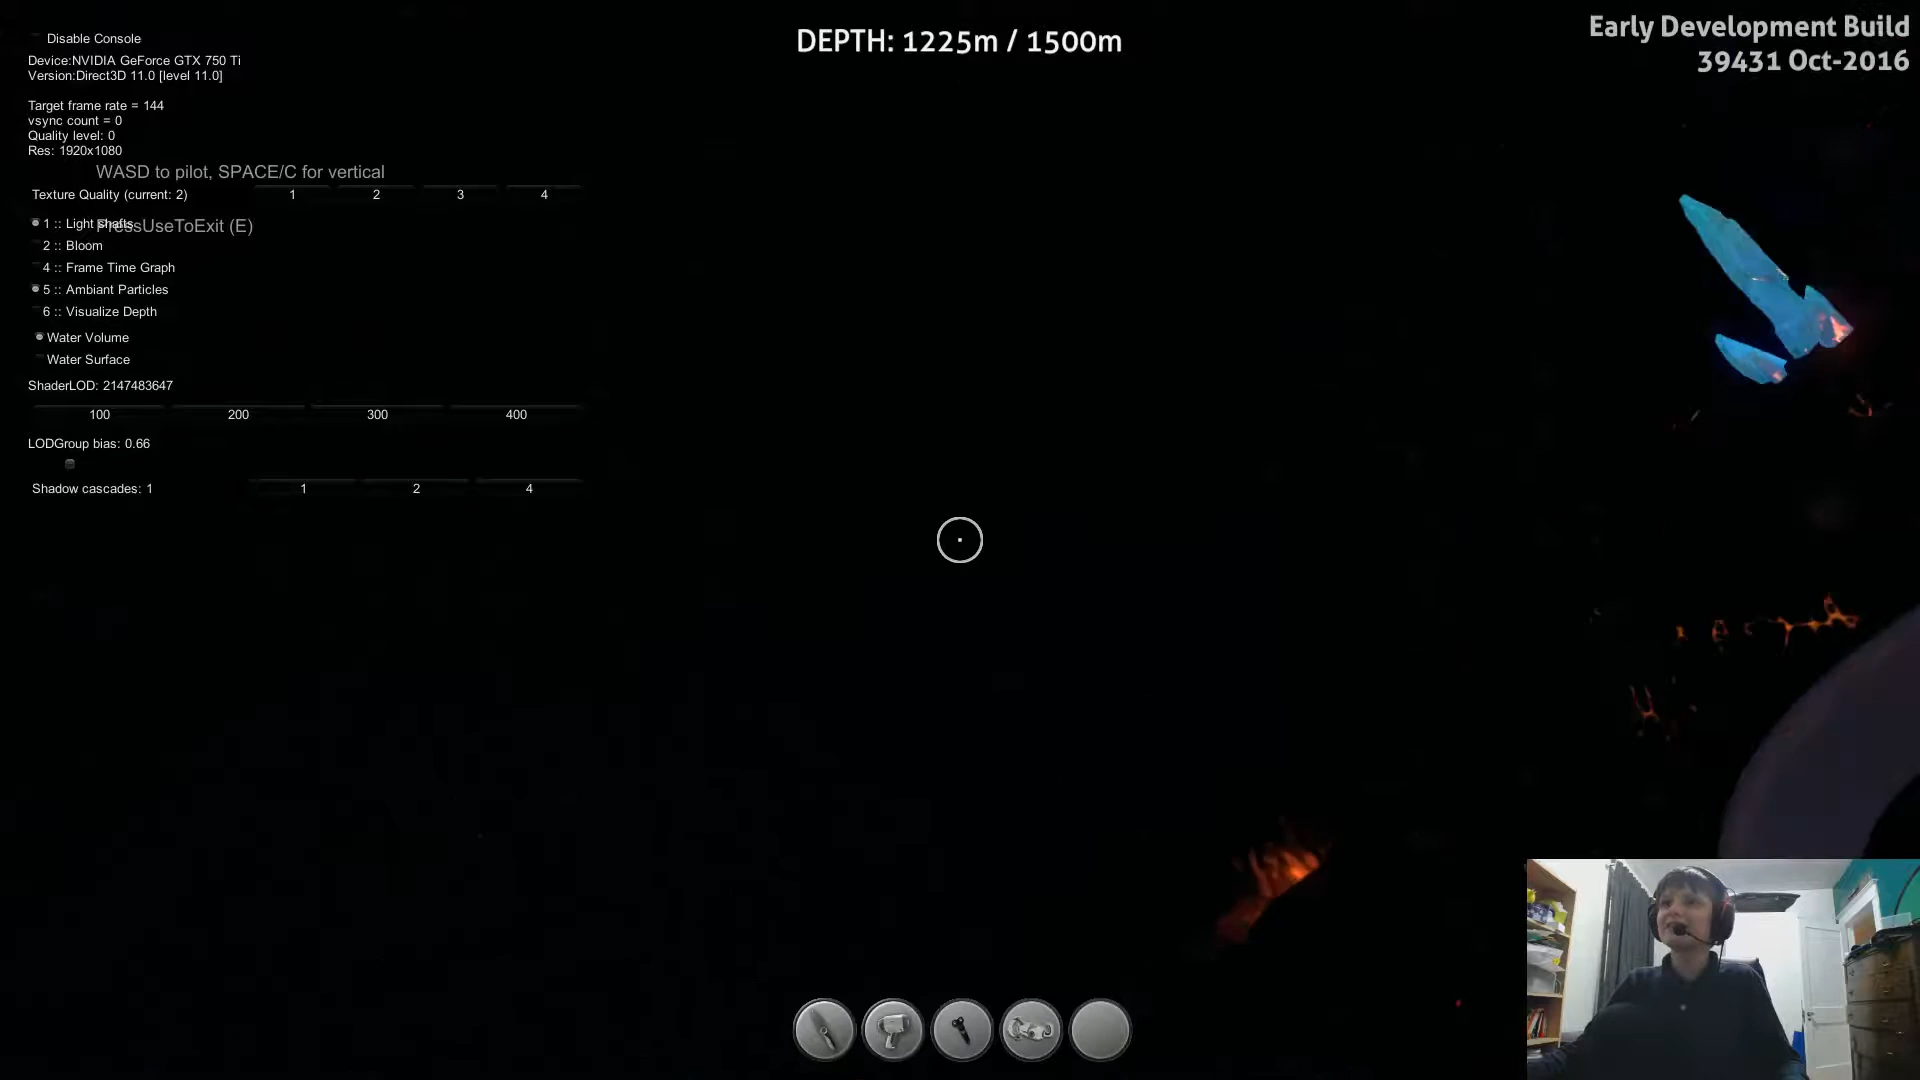 DEPTH: 1225m / 1500m
Early Development Build
39431 Oct-2016
Disable Console
Device:NVIDIA GeForce GTX 750 Ti
Version:Direct3D 11.0 [level 11.0]
Target frame rate = 144
vsync count = 0
Quality level: 0
Res: 1920x1080
WASD to pilot, SPACE/C for vertical
Texture Quality (current: 2) 1 2 3 4
1 :: Light Shafts
PressUseToExit (E)
2 :: Bloom
4 :: Frame Time Graph
5 :: Ambiant Particles
6 :: Visualize Depth
Water Volume
Water Surface
ShaderLOD: 2147483647
100 200 300 400
LODGroup bias: 0.66
Shadow cascades: 1 1 2 4